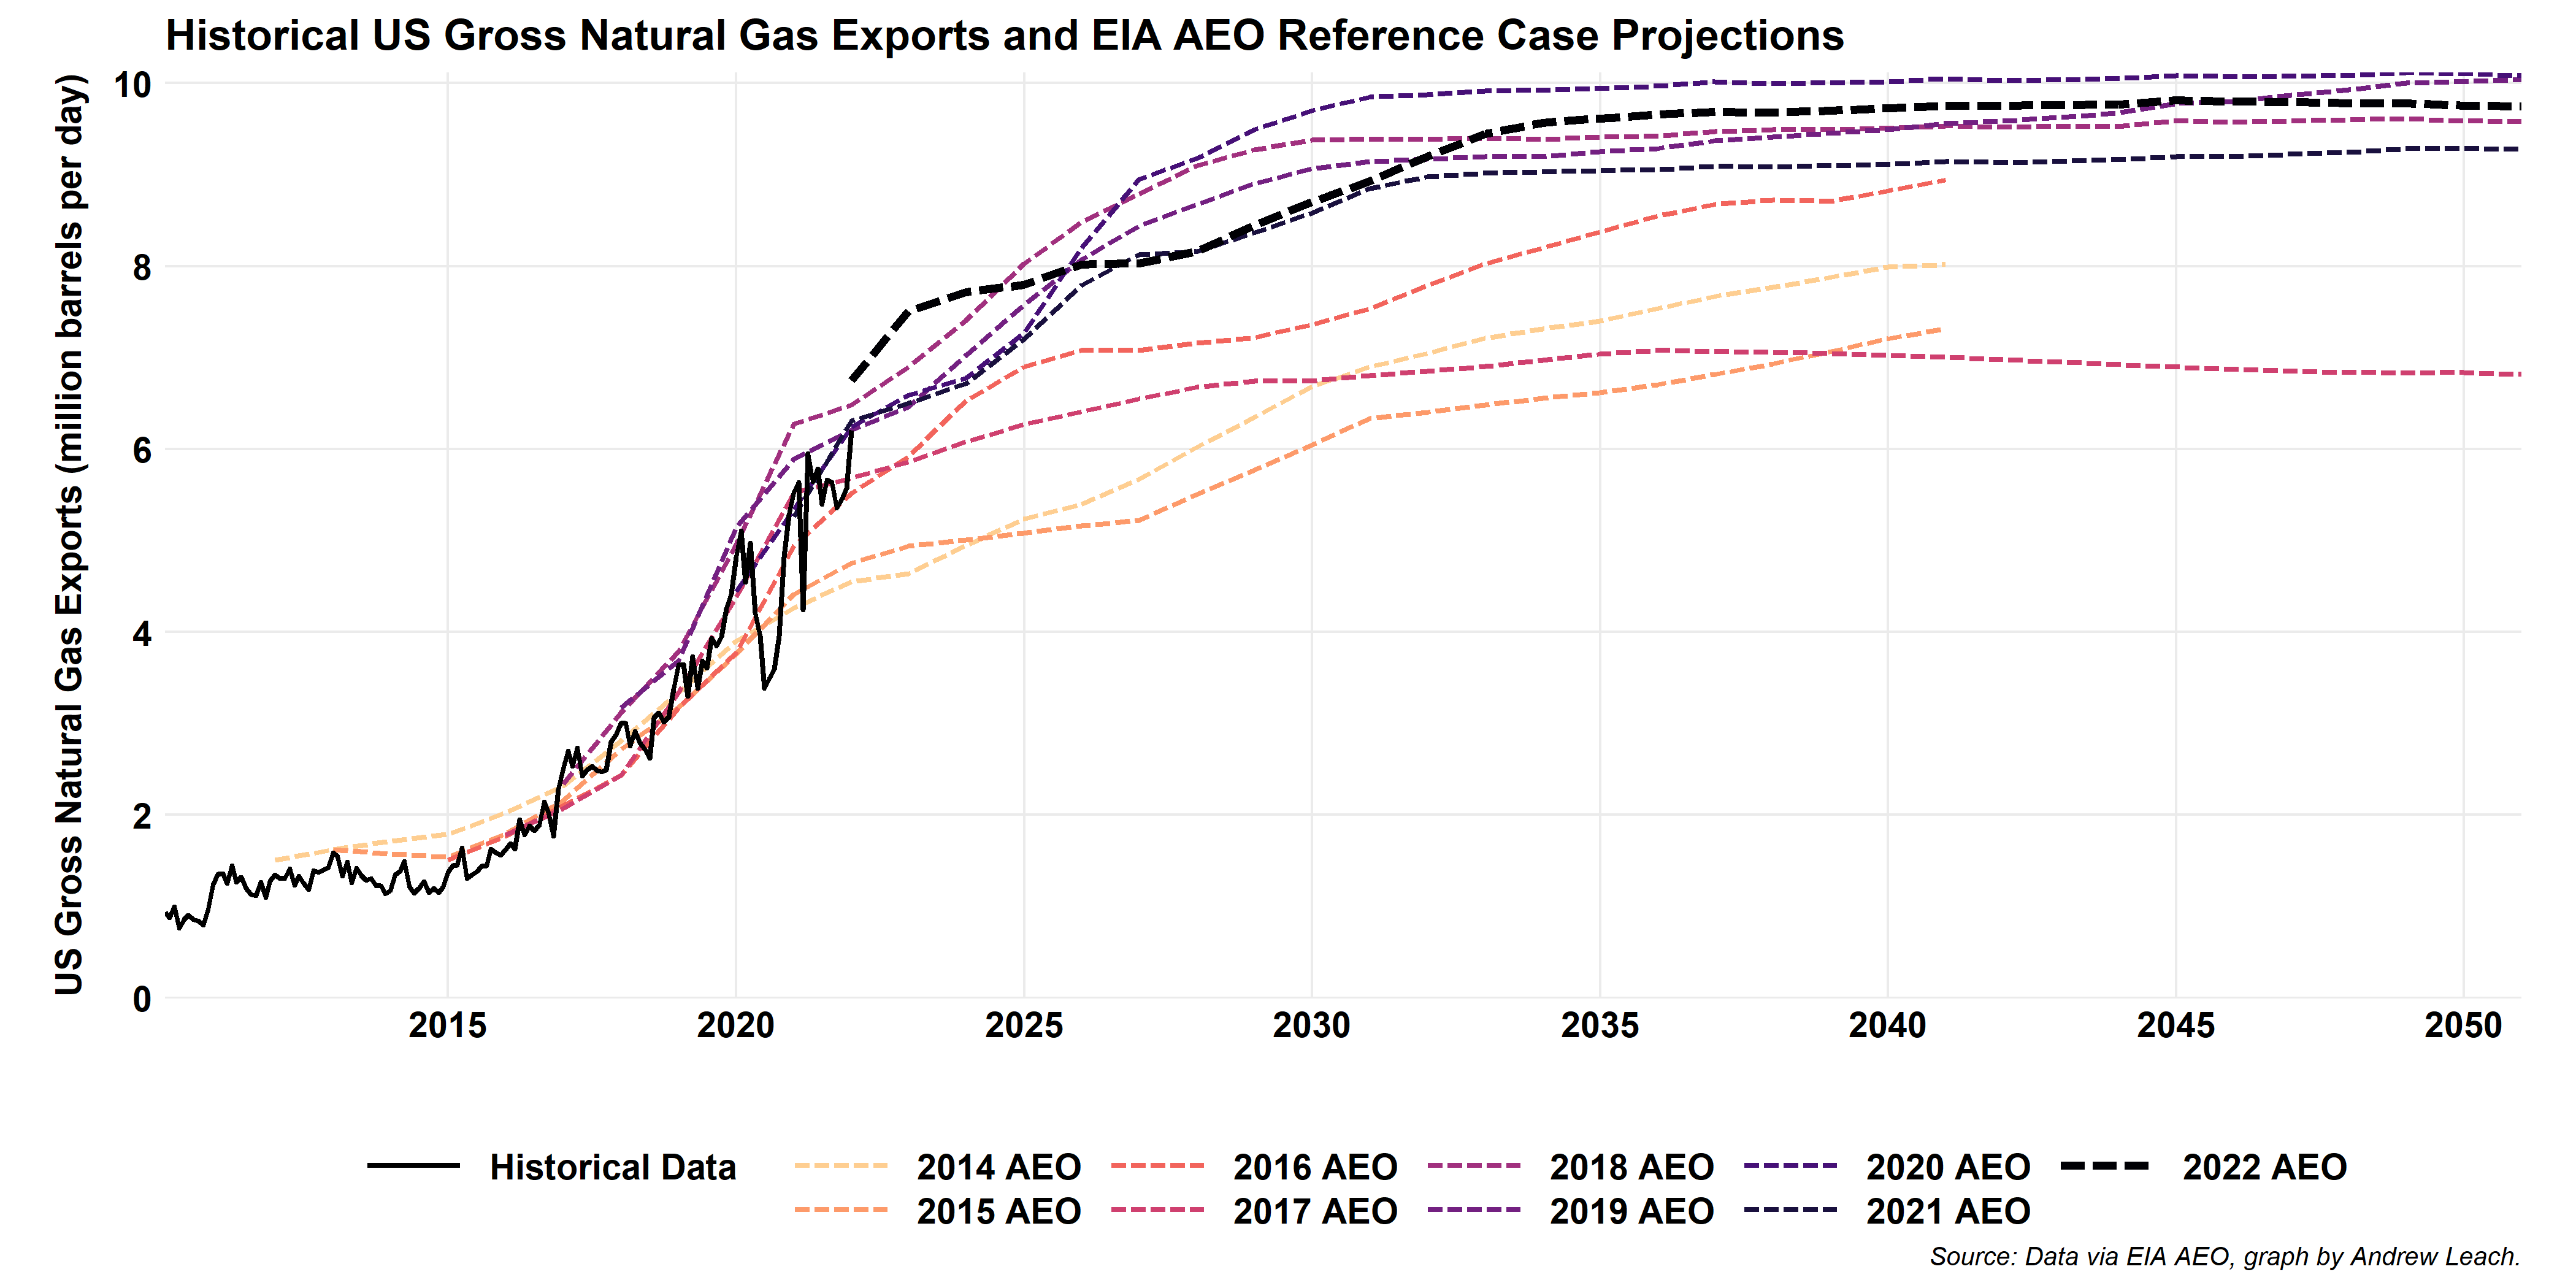 Historical US Gross Natural Gas Exports and EIA AEO Reference Case Projections
US Gross Natural Gas Exports (million barrels per day)
10
8
6
4
2
0
2015 2020 2025 2030 2035 2040 2045 2050
Historical Data 2014 AEO 2016 AEO 2018 AEO 2020 AEO 2022 AEO
2015 AEO 2017 AEO 2019 AEO 2021 AEO
Source: Data via EIA AEO, graph by Andrew Leach.